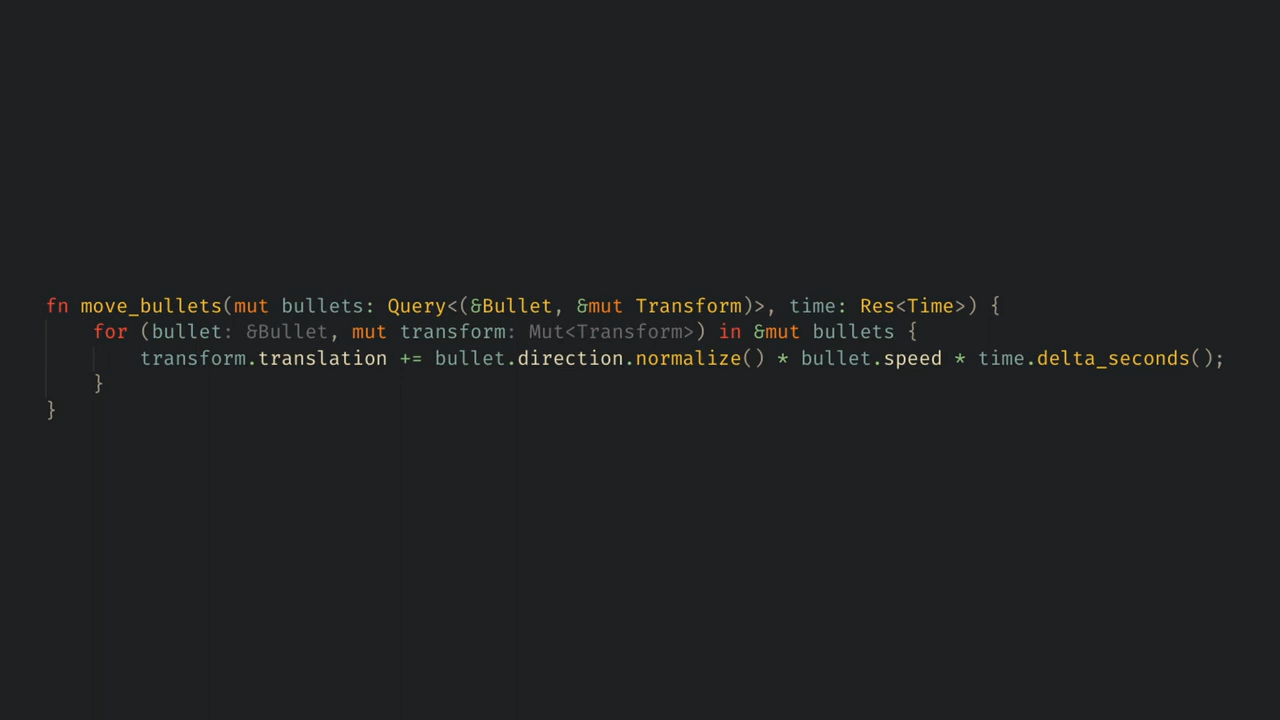 fn move_bullets(mut bullets: Query<(&Bullet, &mut Transform)>, time: Res<Time>) {
for (bullet: &Bullet, mut transform: Mut<Transform>) in &mut bullets {
transform.translation += bullet.direction.normalize() * bullet.speed * time.delta_seconds();
}
}